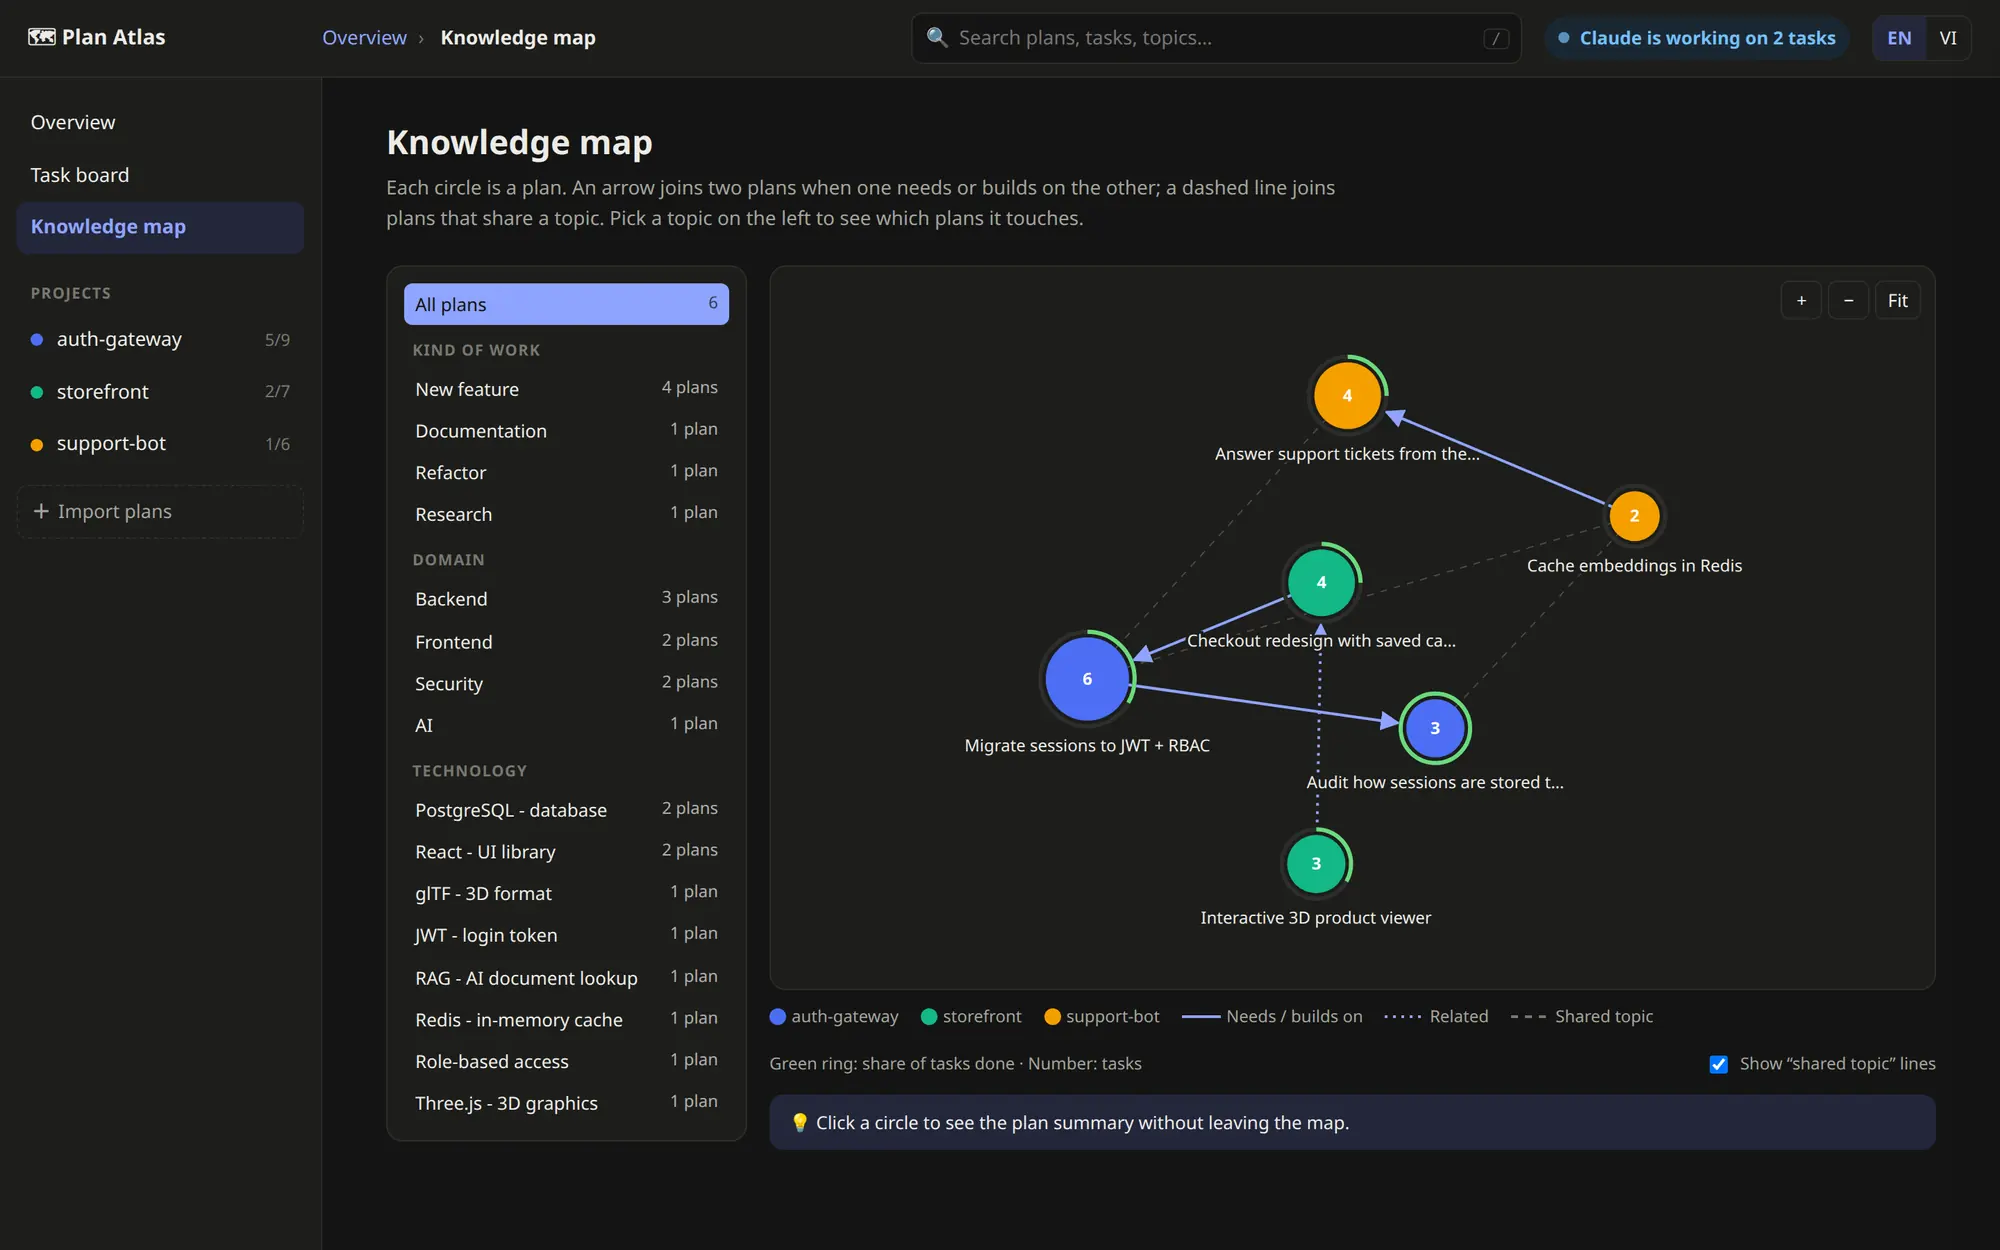 Plan Atlas
Overview › Knowledge map
Search plans, tasks, topics...
/
Claude is working on 2 tasks
EN
VI
Overview
Task board
Knowledge map
PROJECTS
auth-gateway 5/9
storefront 2/7
support-bot 1/6
+ Import plans
Knowledge map
Each circle is a plan. An arrow joins two plans when one needs or builds on the other; a dashed line joins
plans that share a topic. Pick a topic on the left to see which plans it touches.
All plans 6
KIND OF WORK
New feature 4 plans
Documentation 1 plan
Refactor 1 plan
Research 1 plan
DOMAIN
Backend 3 plans
Frontend 2 plans
Security 2 plans
AI 1 plan
TECHNOLOGY
PostgreSQL - database 2 plans
React - UI library 2 plans
glTF - 3D format 1 plan
JWT - login token 1 plan
RAG - AI document lookup 1 plan
Redis - in-memory cache 1 plan
Role-based access 1 plan
Three.js - 3D graphics 1 plan
+
−
Fit
4
Answer support tickets from the...
2
Cache embeddings in Redis
4
Checkout redesign with saved ca...
6
Migrate sessions to JWT + RBAC
3
Audit how sessions are stored t...
3
Interactive 3D product viewer
auth-gateway
storefront
support-bot
Needs / builds on
Related
Shared topic
Green ring: share of tasks done · Number: tasks
Show “shared topic” lines
Click a circle to see the plan summary without leaving the map.